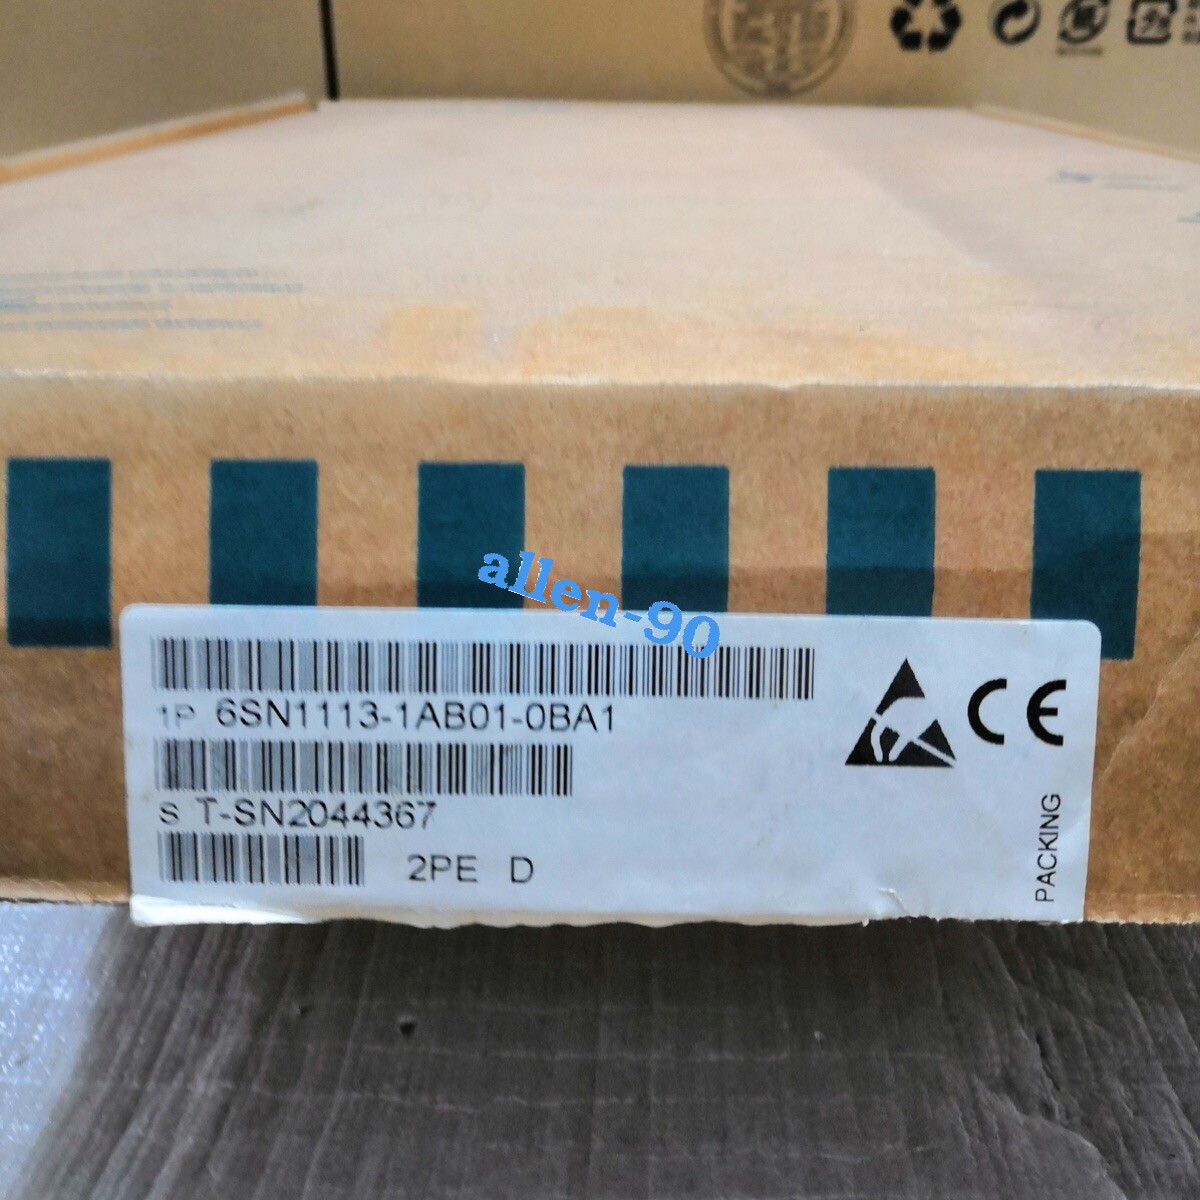 allen-90
1P 6SN1113-1AB01-0BA1
S T-SN2044367
2PE D
CE
PACKING